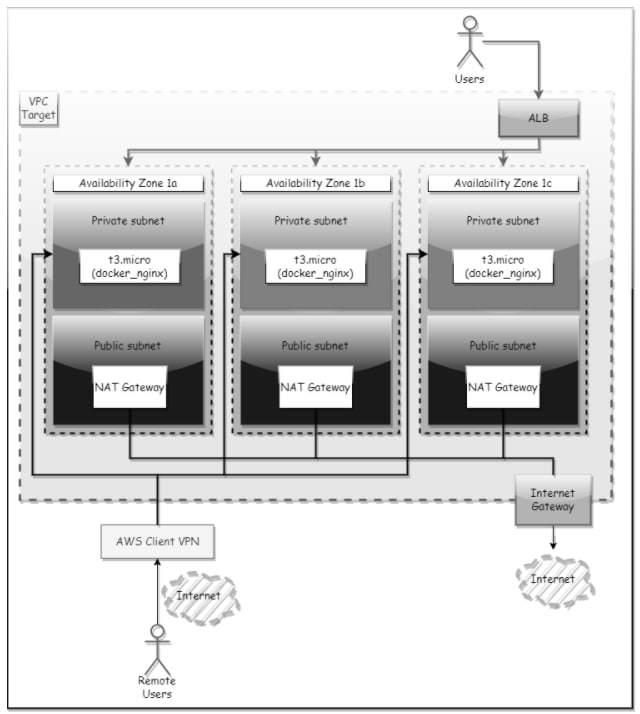 Users
VPC
Target
ALB
Availability Zone 1a
Availability Zone 1b
Availability Zone 1c
Private subnet
Private subnet
Private subnet
t3.micro
(docker_nginx)
t3.micro
(docker_nginx)
t3.micro
(docker_nginx)
Public subnet
Public subnet
Public subnet
NAT Gateway
NAT Gateway
NAT Gateway
Internet
Gateway
AWS Client VPN
Internet
Internet
Remote
Users